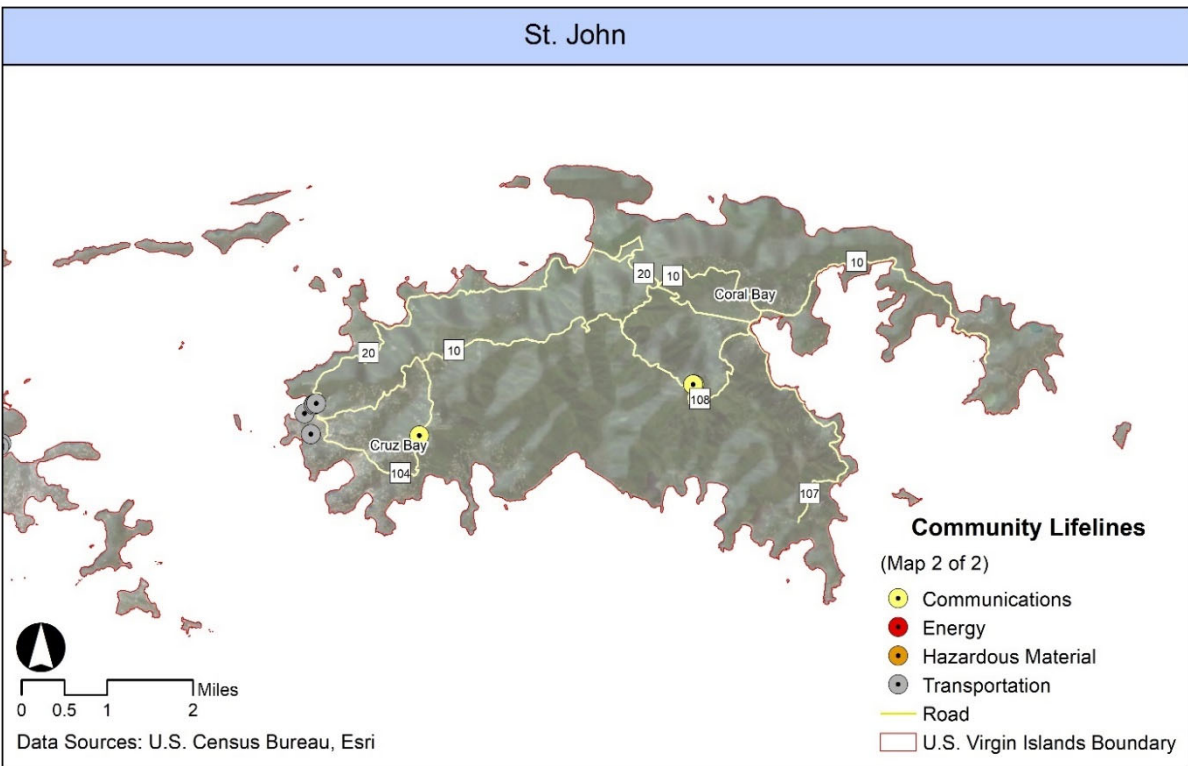 St. John
20
10
10
Coral Bay
20
10
108
Cruz Bay
104
107
Community Lifelines
(Map 2 of 2)
Communications
Energy
Hazardous Material
Transportation
Road
U.S. Virgin Islands Boundary
Miles
0 0.5 1 2
Data Sources: U.S. Census Bureau, Esri